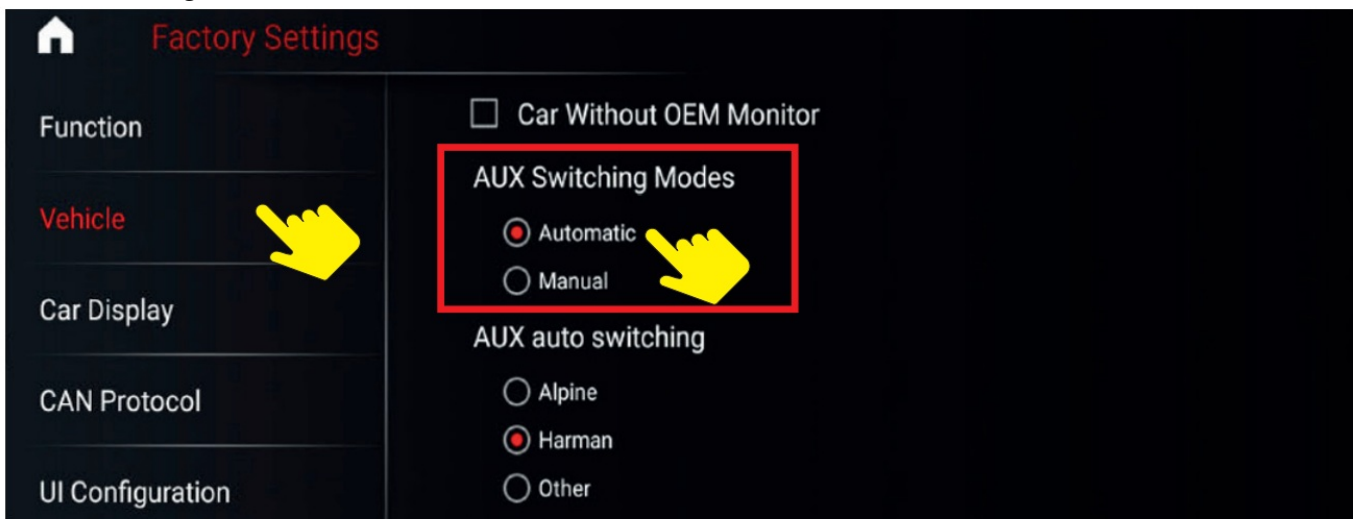 Factory Settings
Function
Vehicle
Car Display
CAN Protocol
UI Configuration
Car Without OEM Monitor
AUX Switching Modes
Automatic
Manual
AUX auto switching
Alpine
Harman
Other